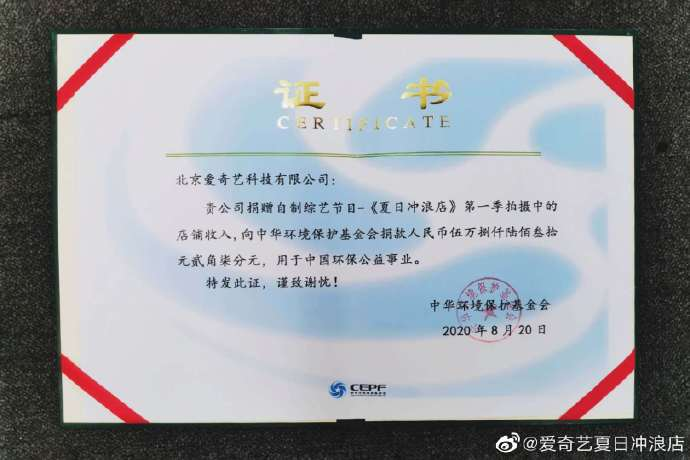 证 书
CERTIFICATE
北京爱奇艺科技有限公司：
贵公司捐赠自制综艺节目-《夏日冲浪店》第一季拍摄中的
店铺收入，向中华环境保护基金会捐款人民币伍万捌仟陆佰叁拾
元贰角柒分元，用于中国环保公益事业。
特发此证，谨致谢忱！
中华环境保护基金会
2020年8月20日
CEPF
@爱奇艺夏日冲浪店